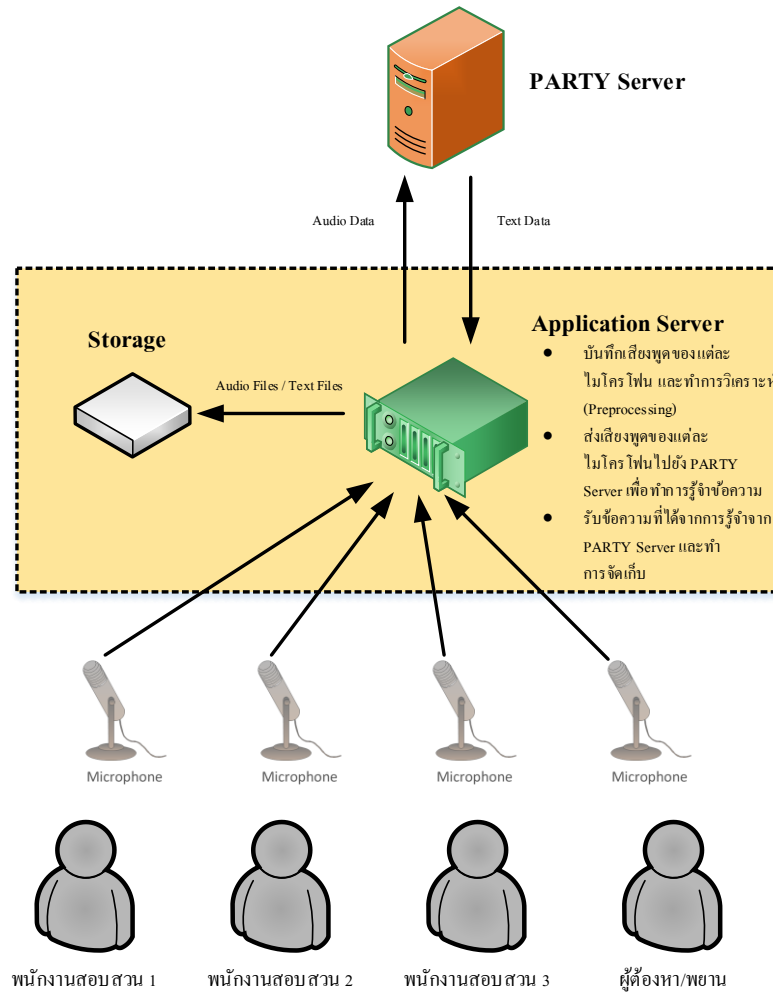 PARTY Server
Audio Data
Text Data
Storage
Audio Files / Text Files
Application Server
● บันทึกเสียงพูดของแต่ละ
ไมโครโฟน และทำการวิเคราะห์
(Preprocessing)
● ส่งเสียงพูดของแต่ละ
ไมโครโฟนไปยัง PARTY
Server เพื่อทำการรู้จำข้อความ
● รับข้อความที่ได้จากการรู้จำจาก
PARTY Server และทำ
การจัดเก็บ
Microphone
Microphone
Microphone
Microphone
พนักงานสอบสวน 1
พนักงานสอบสวน 2
พนักงานสอบสวน 3
ผู้ต้องหา/พยาน